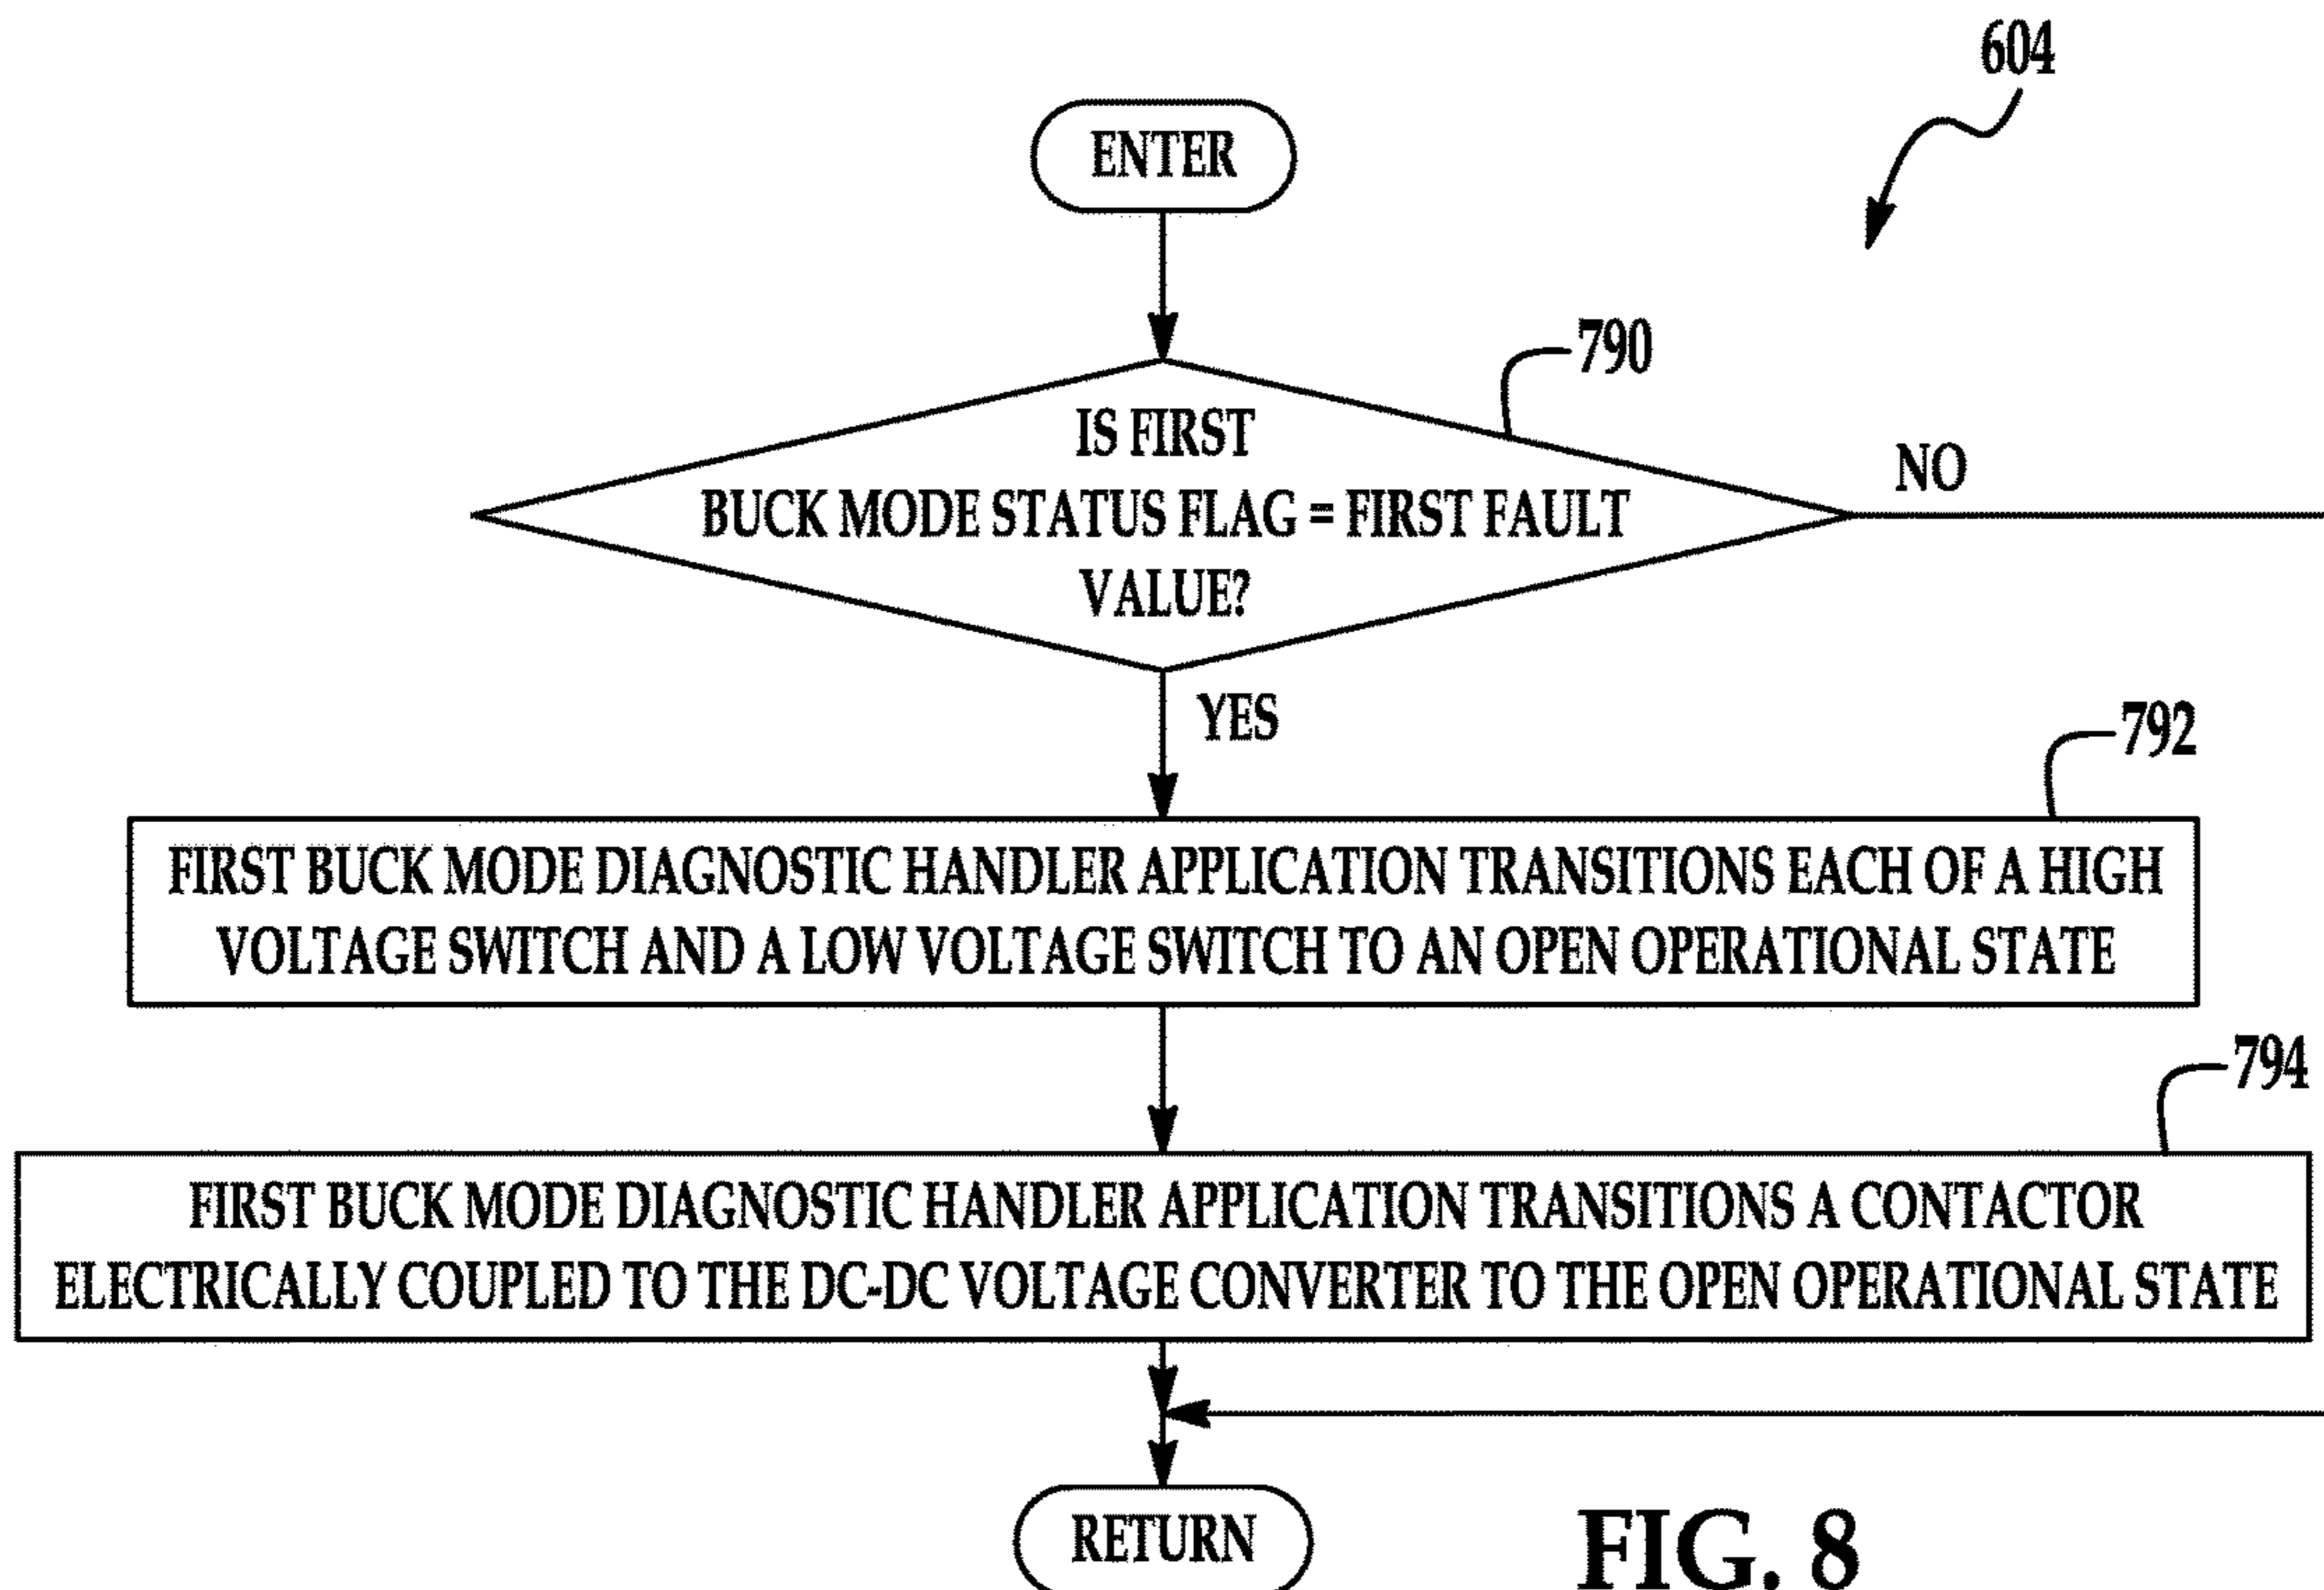 604
ENTER
790
IS FIRST
BUCK MODE STATUS FLAG = FIRST FAULT
VALUE?
NO
YES
792
FIRST BUCK MODE DIAGNOSTIC HANDLER APPLICATION TRANSITIONS EACH OF A HIGH
VOLTAGE SWITCH AND A LOW VOLTAGE SWITCH TO AN OPEN OPERATIONAL STATE
794
FIRST BUCK MODE DIAGNOSTIC HANDLER APPLICATION TRANSITIONS A CONTACTOR
ELECTRICALLY COUPLED TO THE DC-DC VOLTAGE CONVERTER TO THE OPEN OPERATIONAL STATE
RETURN
FIG. 8